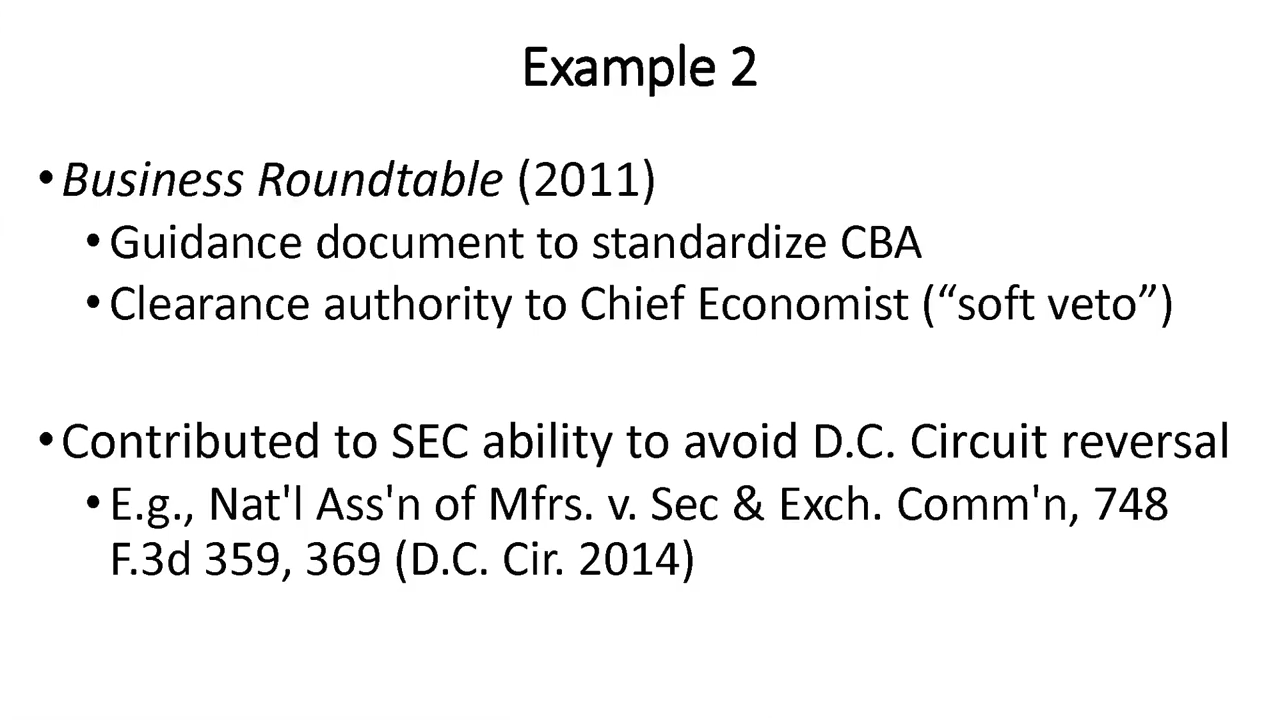 Example 2
• Business Roundtable (2011)
• Guidance document to standardize CBA
• Clearance authority to Chief Economist (“soft veto”)
• Contributed to SEC ability to avoid D.C. Circuit reversal
• E.g., Nat'l Ass'n of Mfrs. v. Sec & Exch. Comm'n, 748
F.3d 359, 369 (D.C. Cir. 2014)